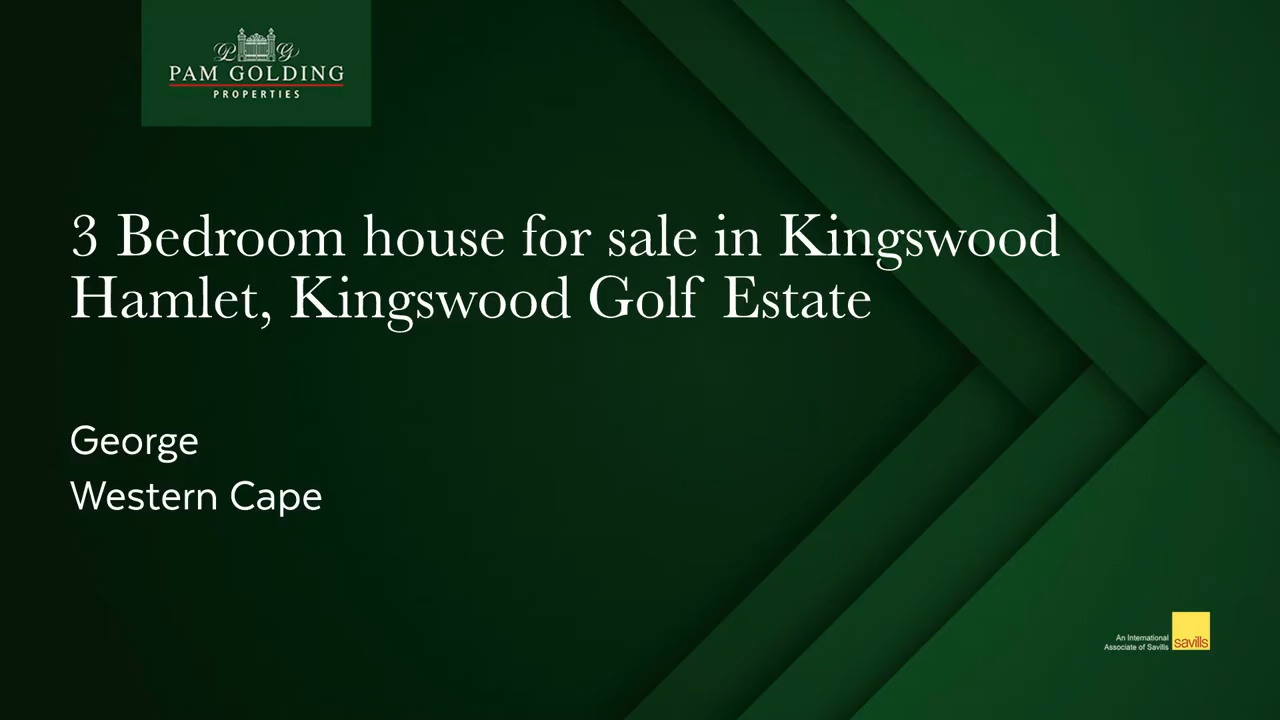 P G
PAM GOLDING
PROPERTIES
3 Bedroom house for sale in Kingswood
Hamlet, Kingswood Golf Estate
George
Western Cape
An International
Associate of Savills
savills